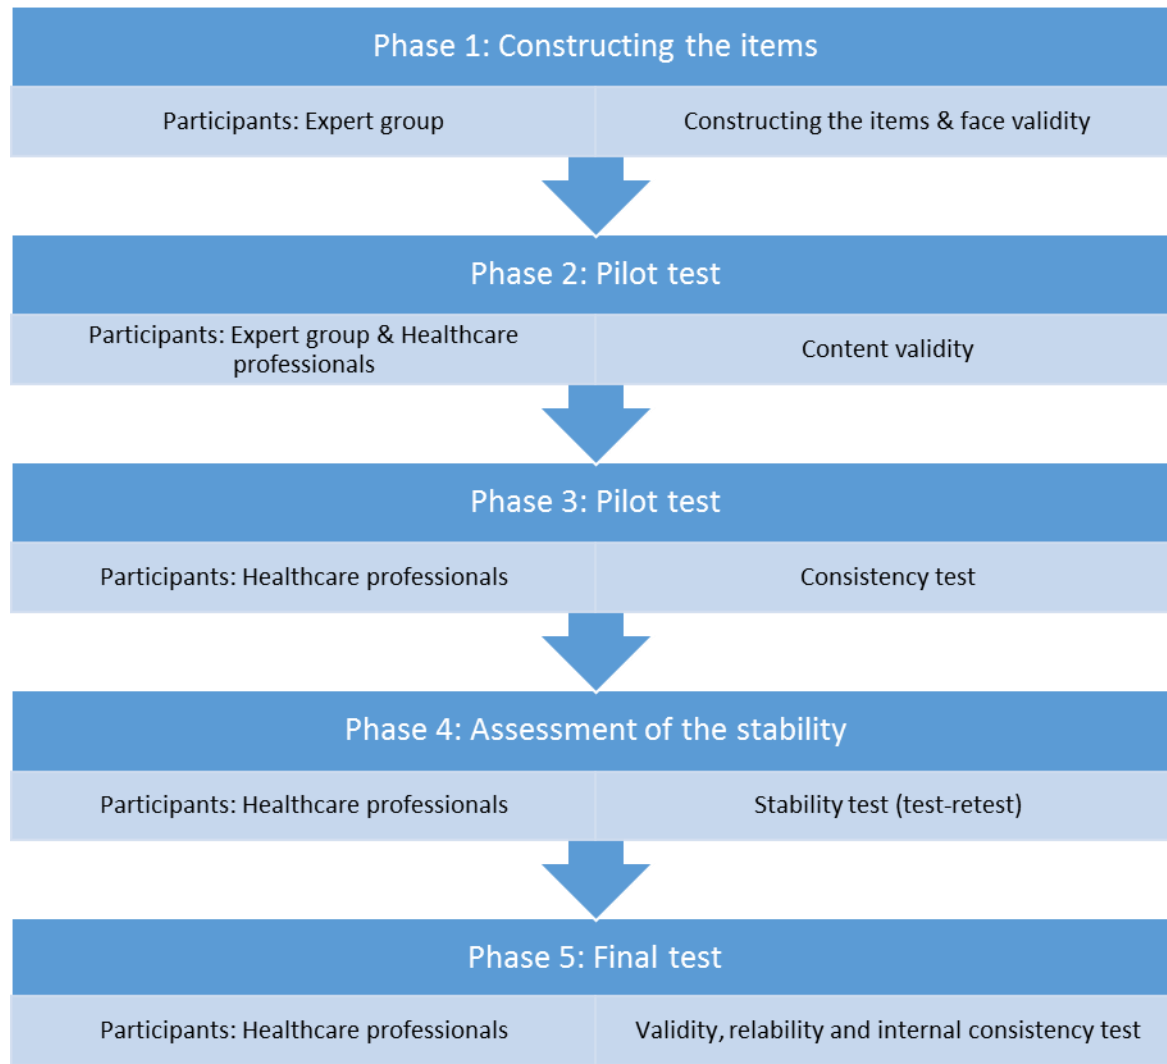 Phase 1: Constructing the items
Participants: Expert group
Constructing the items & face validity
Phase 2: Pilot test
Participants: Expert group & Healthcare
professionals
Content validity
Phase 3: Pilot test
Participants: Healthcare professionals
Consistency test
Phase 4: Assessment of the stability
Participants: Healthcare professionals
Stability test (test-retest)
Phase 5: Final test
Participants: Healthcare professionals
Validity, relability and internal consistency test